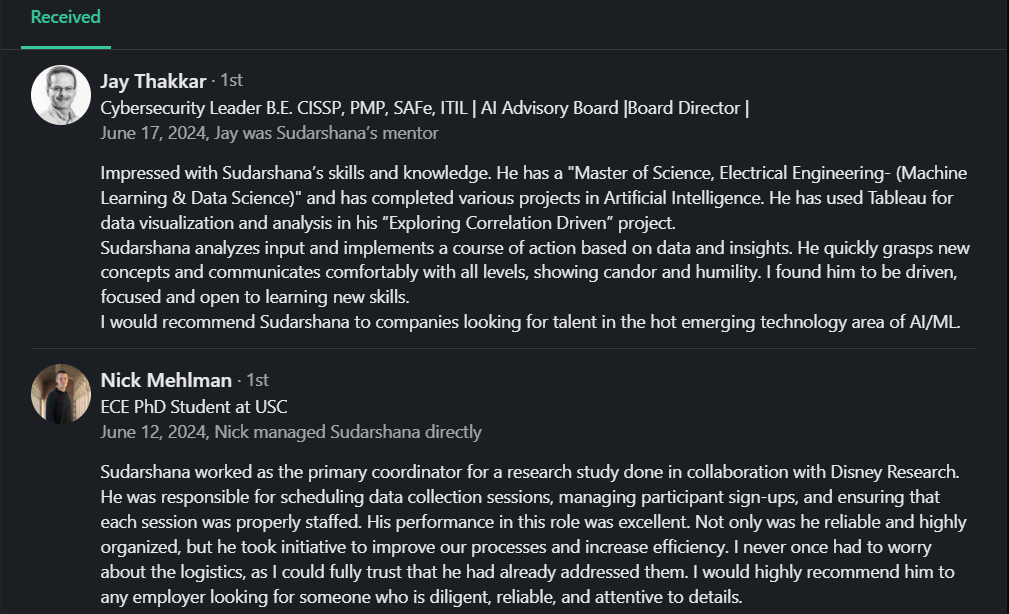 Received
Jay Thakkar · 1st
Cybersecurity Leader B.E. CISSP, PMP, SAFe, ITIL | AI Advisory Board |Board Director |
June 17, 2024, Jay was Sudarshana’s mentor
Impressed with Sudarshana’s skills and knowledge. He has a "Master of Science, Electrical Engineering- (Machine
Learning & Data Science)" and has completed various projects in Artificial Intelligence. He has used Tableau for
data visualization and analysis in his “Exploring Correlation Driven” project.
Sudarshana analyzes input and implements a course of action based on data and insights. He quickly grasps new
concepts and communicates comfortably with all levels, showing candor and humility. I found him to be driven,
focused and open to learning new skills.
I would recommend Sudarshana to companies looking for talent in the hot emerging technology area of AI/ML.
Nick Mehlman · 1st
ECE PhD Student at USC
June 12, 2024, Nick managed Sudarshana directly
Sudarshana worked as the primary coordinator for a research study done in collaboration with Disney Research.
He was responsible for scheduling data collection sessions, managing participant sign-ups, and ensuring that
each session was properly staffed. His performance in this role was excellent. Not only was he reliable and highly
organized, but he took initiative to improve our processes and increase efficiency. I never once had to worry
about the logistics, as I could fully trust that he had already addressed them. I would highly recommend him to
any employer looking for someone who is diligent, reliable, and attentive to details.